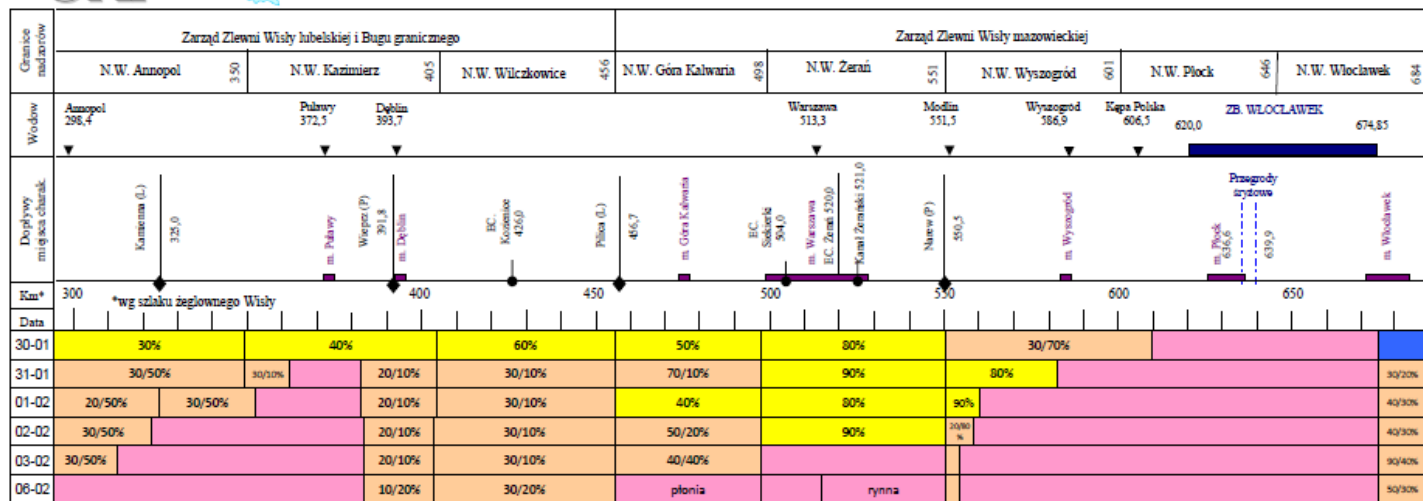 Granice nadzorów
Zarząd Zlewni Wisły lubelskiej i Bugu granicznego
Zarząd Zlewni Wisły mazowieckiej
N.W. Annopol 350 N.W. Kazimierz 405 N.W. Wilczkowice 456 N.W. Góra Kalwaria 498 N.W. Żerań 551 N.W. Wyszogród 601 N.W. Płock 646 N.W. Włocławek 684
Wodow
Annopol Puławy Dęblin Warszawa Modlin Wyszogród Kępa Polska ZB. WŁOCŁAWEK
298,4 372,5 393,7 513,3 551,5 586,9 606,5 620,0 674,85
Dopływy miejsca charak.
Kamienna (L) 325,0
m. Puławy
Wieprz (P) 391,8
m. Dęblin
EC. Kozienice 426,0
Pilica (L) 456,7
m. Góra Kalwaria
EC. Siekierki 504,0
m. Warszawa
EC. Żerań 520,0
Kanał Żerański 521,0
Narew (P) 550,5
m. Wyszogród
m. Płock 636,6
Przegrody śryżowe
639,9
m. Włocławek
Km* 300 400 450 500 550 600 650
*wg szlaku żeglownego Wisły
Data
30-01 30% 40% 60% 50% 80% 30/70%
31-01 30/50% 30/10% 20/10% 30/10% 70/10% 90% 80% 30/20%
01-02 20/50% 30/50% 20/10% 30/10% 40% 80% 90% 40/30%
02-02 30/50% 20/10% 30/10% 50/20% 90% 20/80% 40/30%
03-02 30/50% 20/10% 30/10% 40/40% 90/40%
06-02 10/20% 30/20% płonia rynna 50/30%